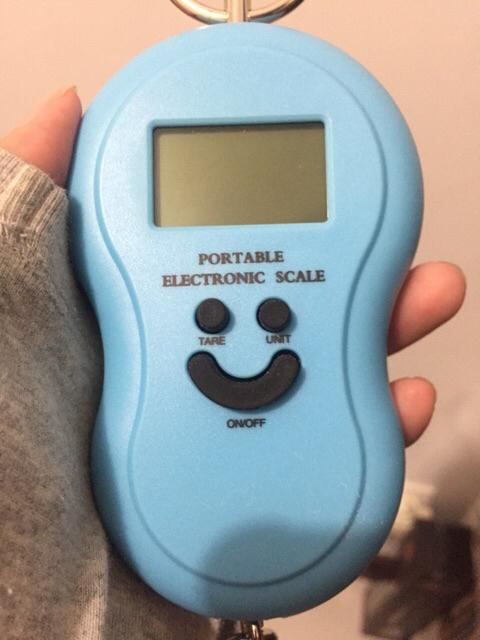 PORTABLE
ELECTRONIC SCALE
TARE UNIT
ON/OFF